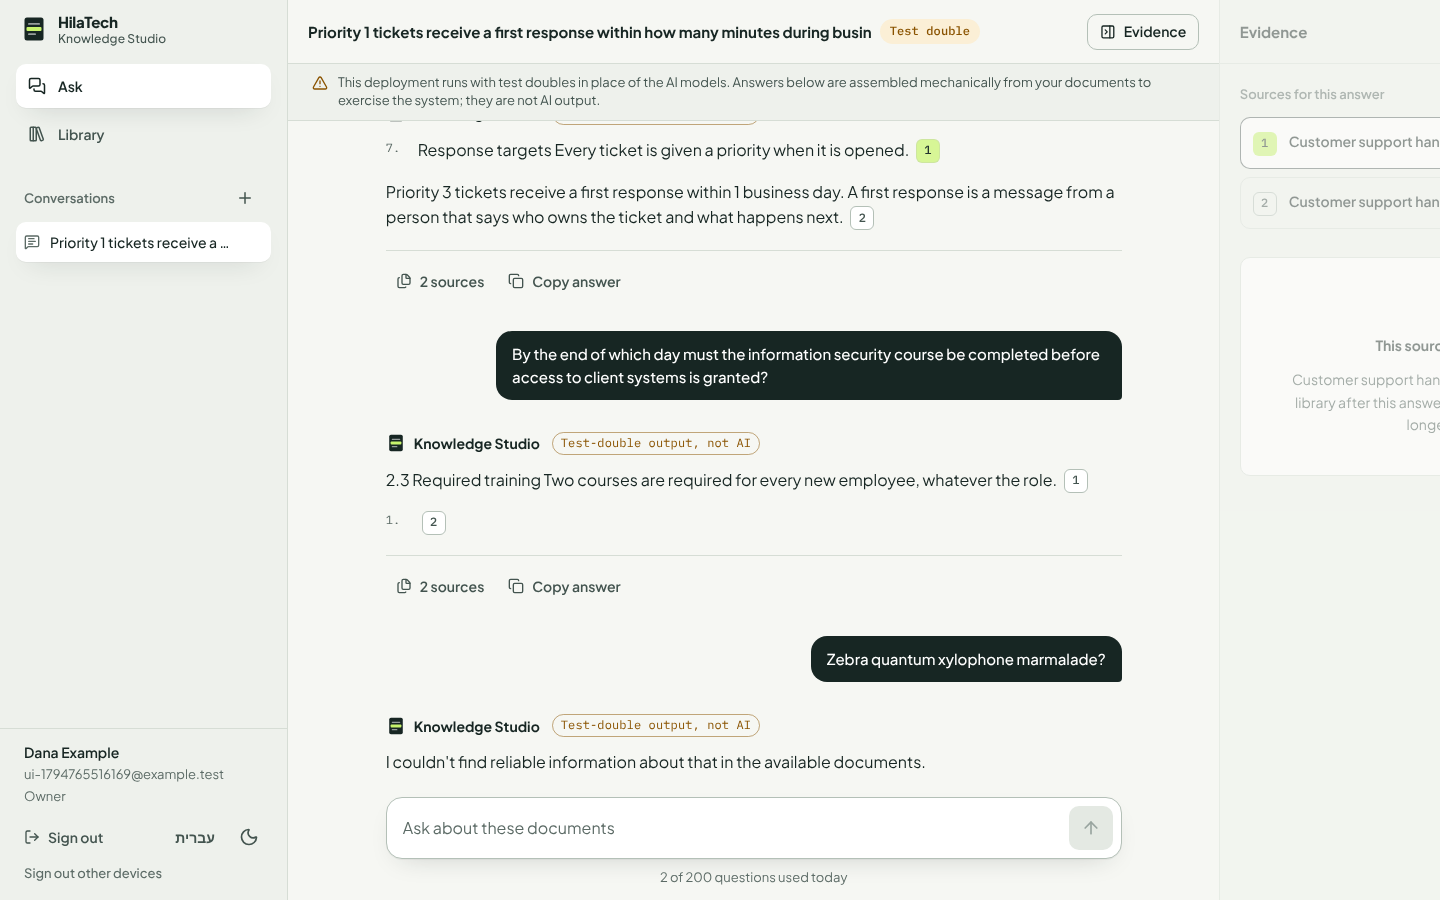 HilaTech
Knowledge Studio
Ask
Library
Conversations
Priority 1 tickets receive a ...
Dana Example
ui-1794765516169@example.test
Owner
Sign out
עברית
Sign out other devices
Priority 1 tickets receive a first response within how many minutes during busin
Test double
Evidence
This deployment runs with test doubles in place of the AI models. Answers below are assembled mechanically from your documents to
exercise the system; they are not AI output.
7. Response targets Every ticket is given a priority when it is opened. 1
Priority 3 tickets receive a first response within 1 business day. A first response is a message from a
person that says who owns the ticket and what happens next. 2
2 sources
Copy answer
By the end of which day must the information security course be completed before
access to client systems is granted?
Knowledge Studio
Test-double output, not AI
2.3 Required training Two courses are required for every new employee, whatever the role. 1
1. 2
2 sources
Copy answer
Zebra quantum xylophone marmalade?
Knowledge Studio
Test-double output, not AI
I couldn't find reliable information about that in the available documents.
Ask about these documents
2 of 200 questions used today
Evidence
Sources for this answer
1 Customer support han
2 Customer support han
This sourc
Customer support han
library after this answe
longe